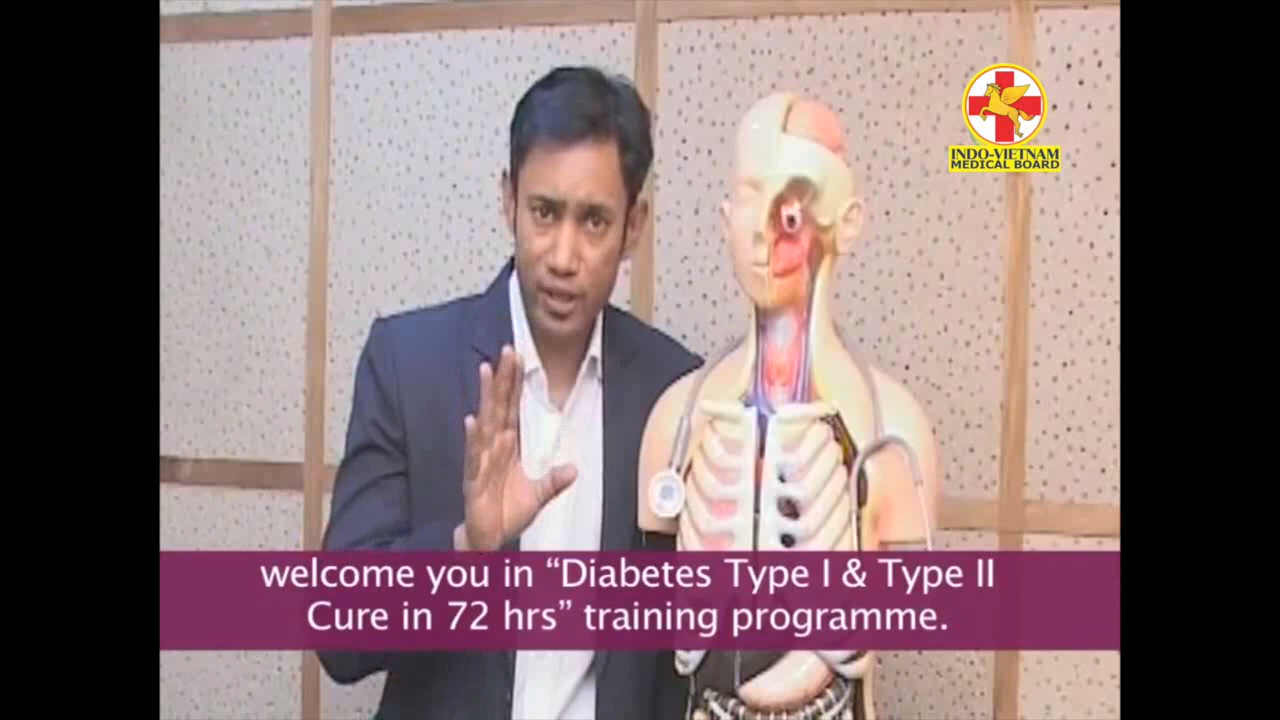 INDO-VIETNAM
MEDICAL BOARD
welcome you in “Diabetes Type I & Type II
Cure in 72 hrs” training programme.